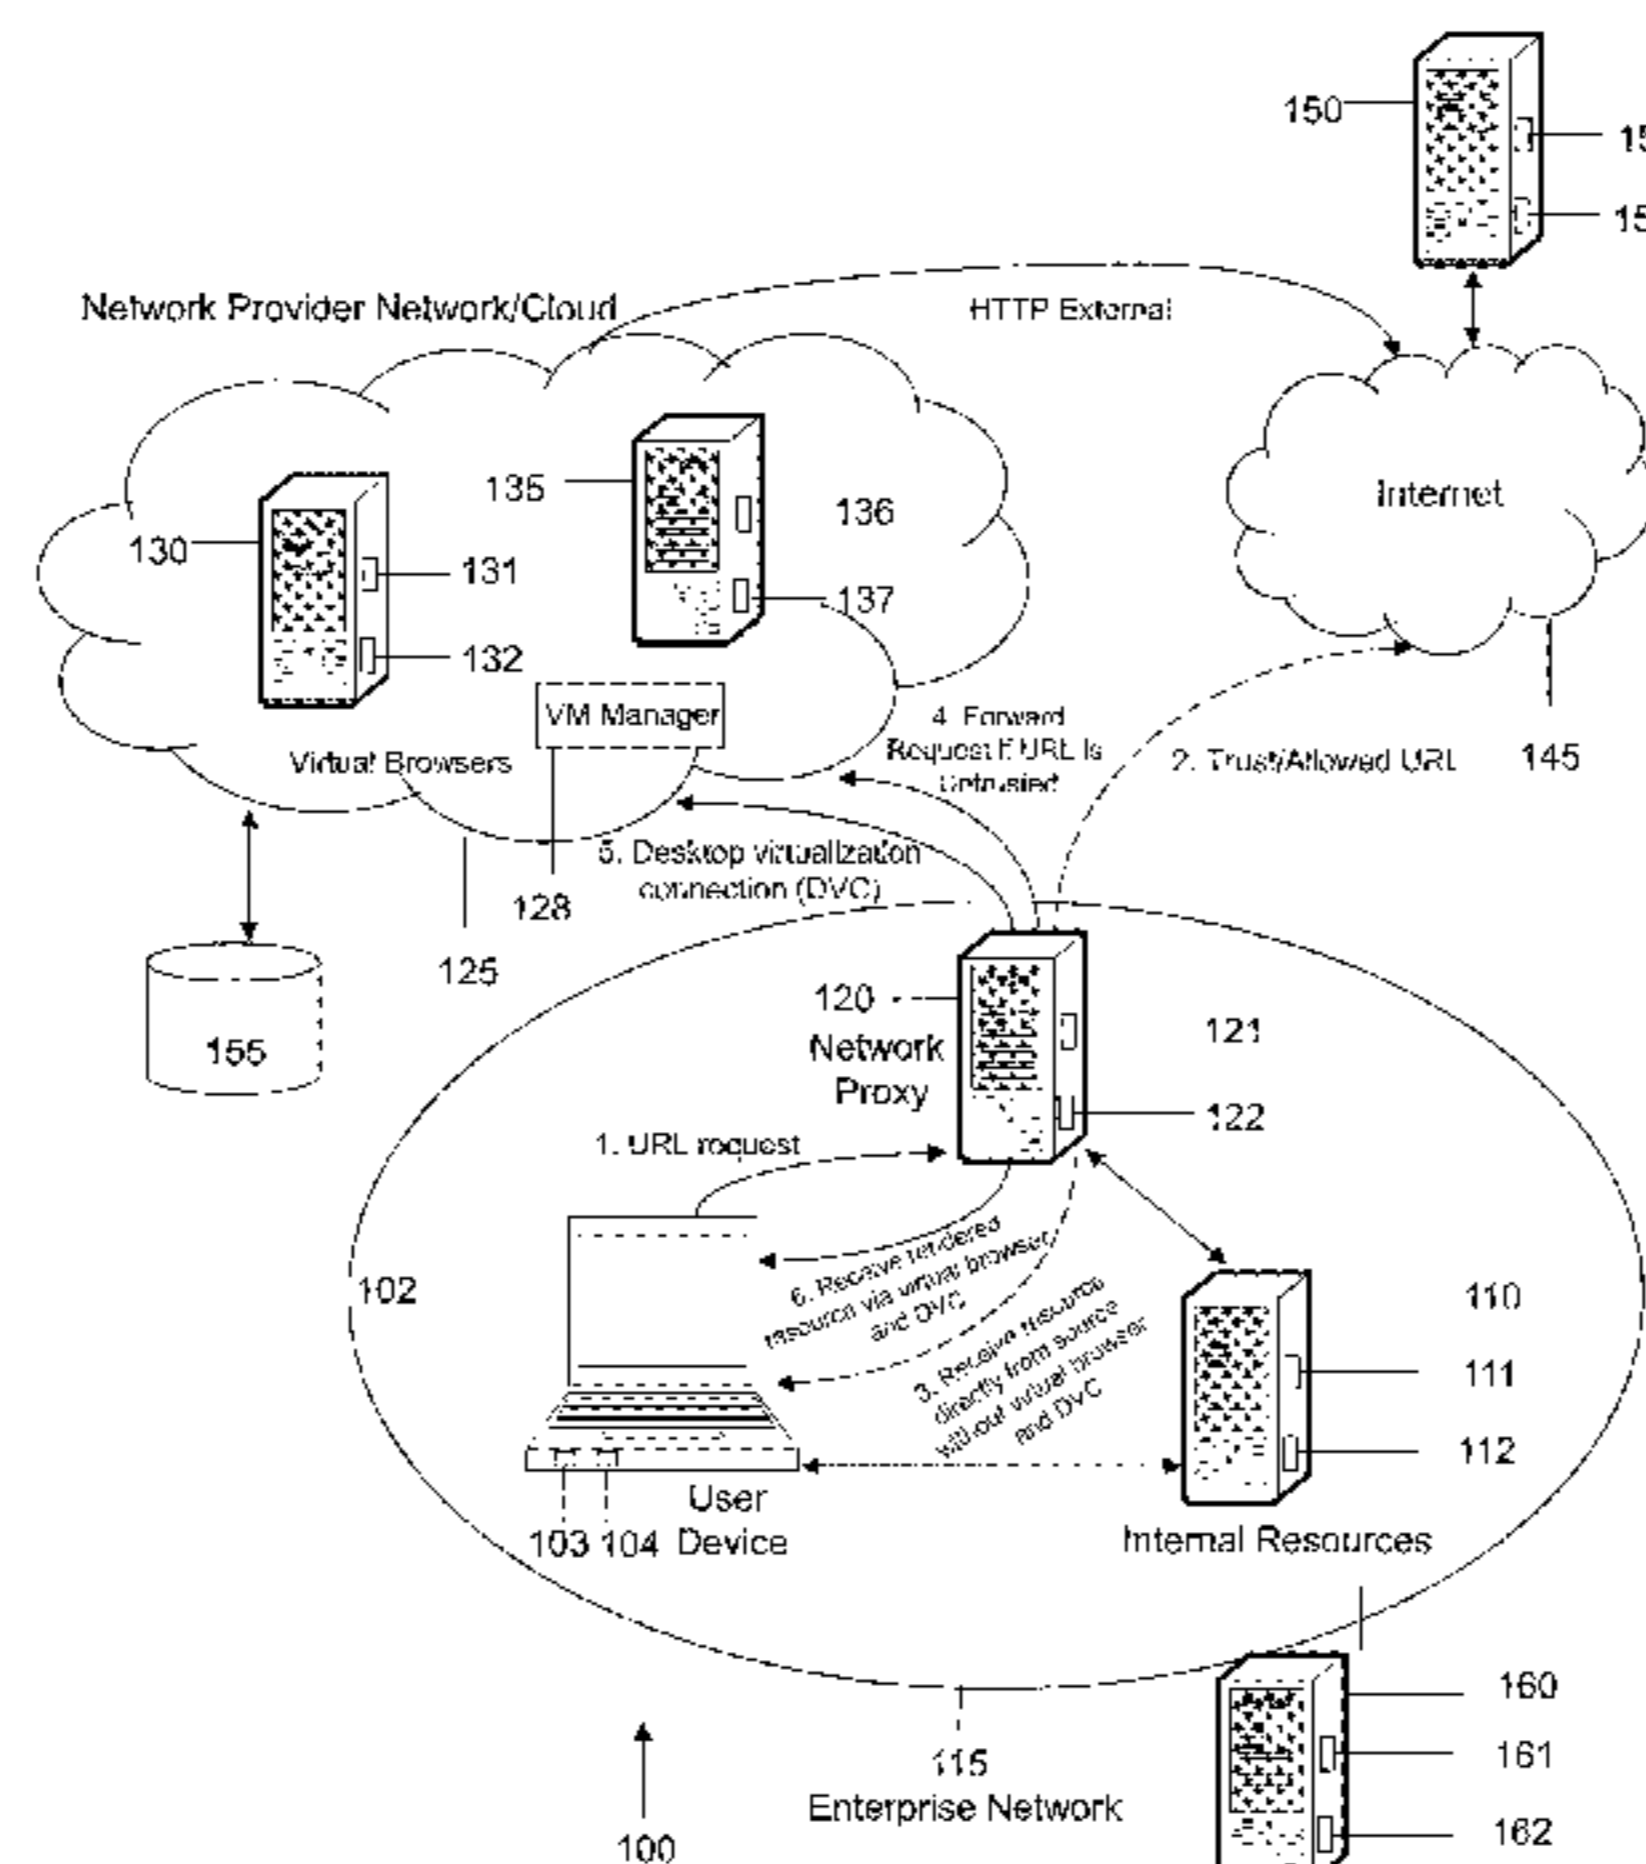 150
Network Provider Network/Cloud
HTTP External
135
136
Internet
130
131
137
132
VM Manager
4. Forward
Request if URL Is
Untrusted
Virtual Browsers
2. Trust/Allowed URL
145
5. Desktop virtualization
connection (DVC)
128
125
120
121
Network
Proxy
155
122
1. URL request
6. Receive rendered
resource via virtual browser
and DVC
3. Receive resource
directly from source
without virtual browser
and DVC
102
110
111
112
User
Device
103 104
Internal Resources
160
115
161
Enterprise Network
162
100